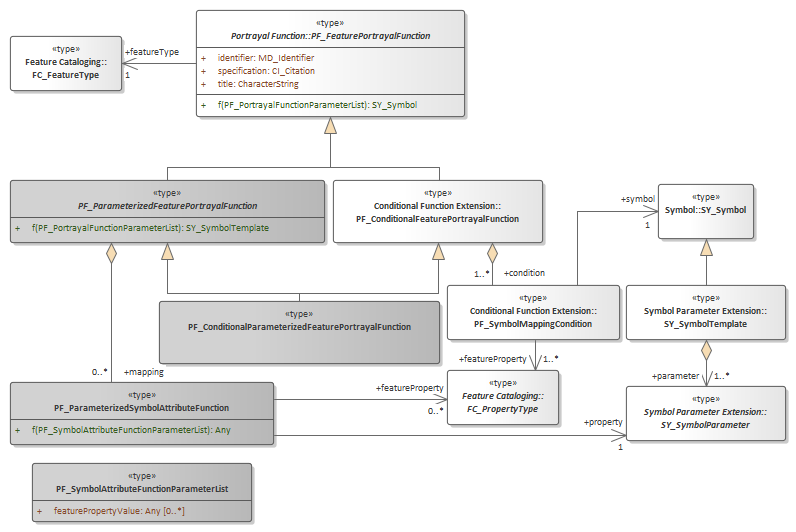 «type»
Portrayal Function::PF_FeaturePortrayalFunction
+ identifier: MD_Identifier
+ specification: CI_Citation
+ title: CharacterString
+ f(PF_PortrayalFunctionParameterList): SY_Symbol
«type»
Feature Cataloging::
FC_FeatureType
+featureType
1
«type»
PF_ParameterizedFeaturePortrayalFunction
+ f(PF_PortrayalFunctionParameterList): SY_SymbolTemplate
«type»
Conditional Function Extension::
PF_ConditionalFeaturePortrayalFunction
+symbol
1
«type»
Symbol::SY_Symbol
1..*
+condition
«type»
PF_ConditionalParameterizedFeaturePortrayalFunction
«type»
Conditional Function Extension::
PF_SymbolMappingCondition
«type»
Symbol Parameter Extension::
SY_SymbolTemplate
+featureProperty
1..*
+parameter
1..*
0..*
+mapping
«type»
PF_ParameterizedSymbolAttributeFunction
+ f(PF_SymbolAttributeFunctionParameterList): Any
+featureProperty
0..*
«type»
Feature Cataloging::
FC_PropertyType
+property
1
«type»
Symbol Parameter Extension::
SY_SymbolParameter
«type»
PF_SymbolAttributeFunctionParameterList
+ featurePropertyValue: Any [0..*]